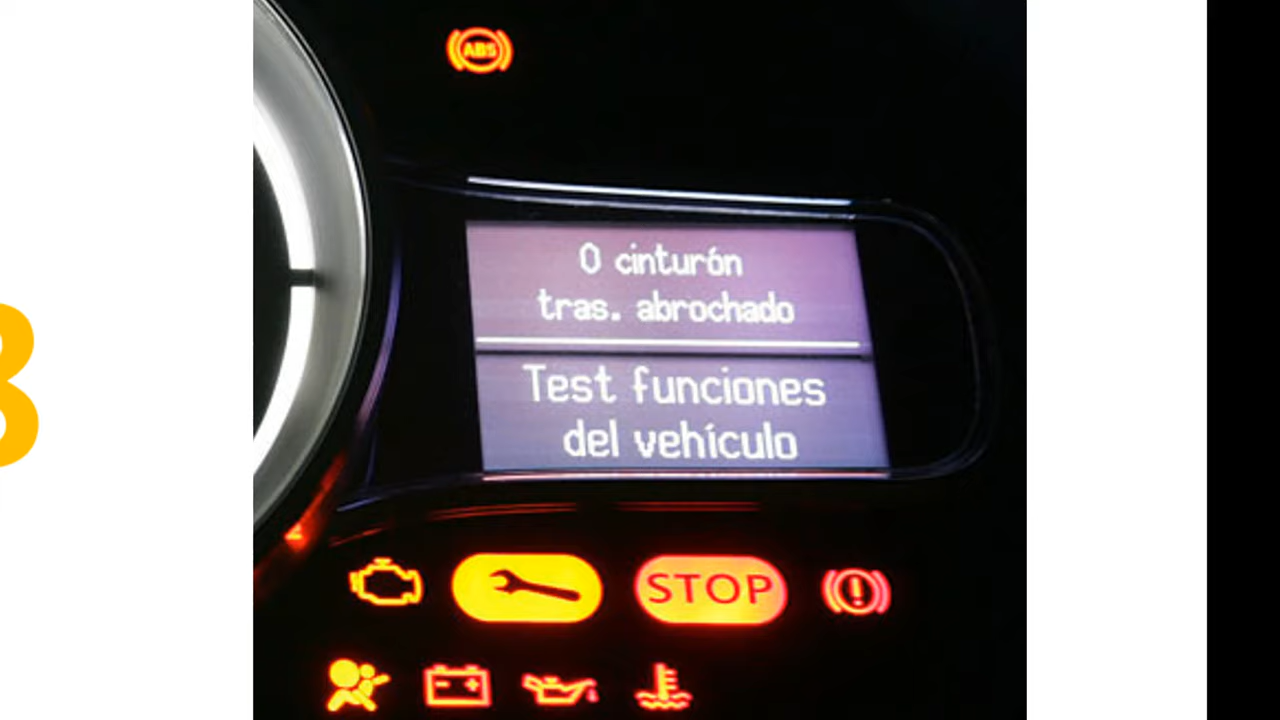 ABS
0 cinturón
tras. abrochado
Test funciones
del vehículo
STOP